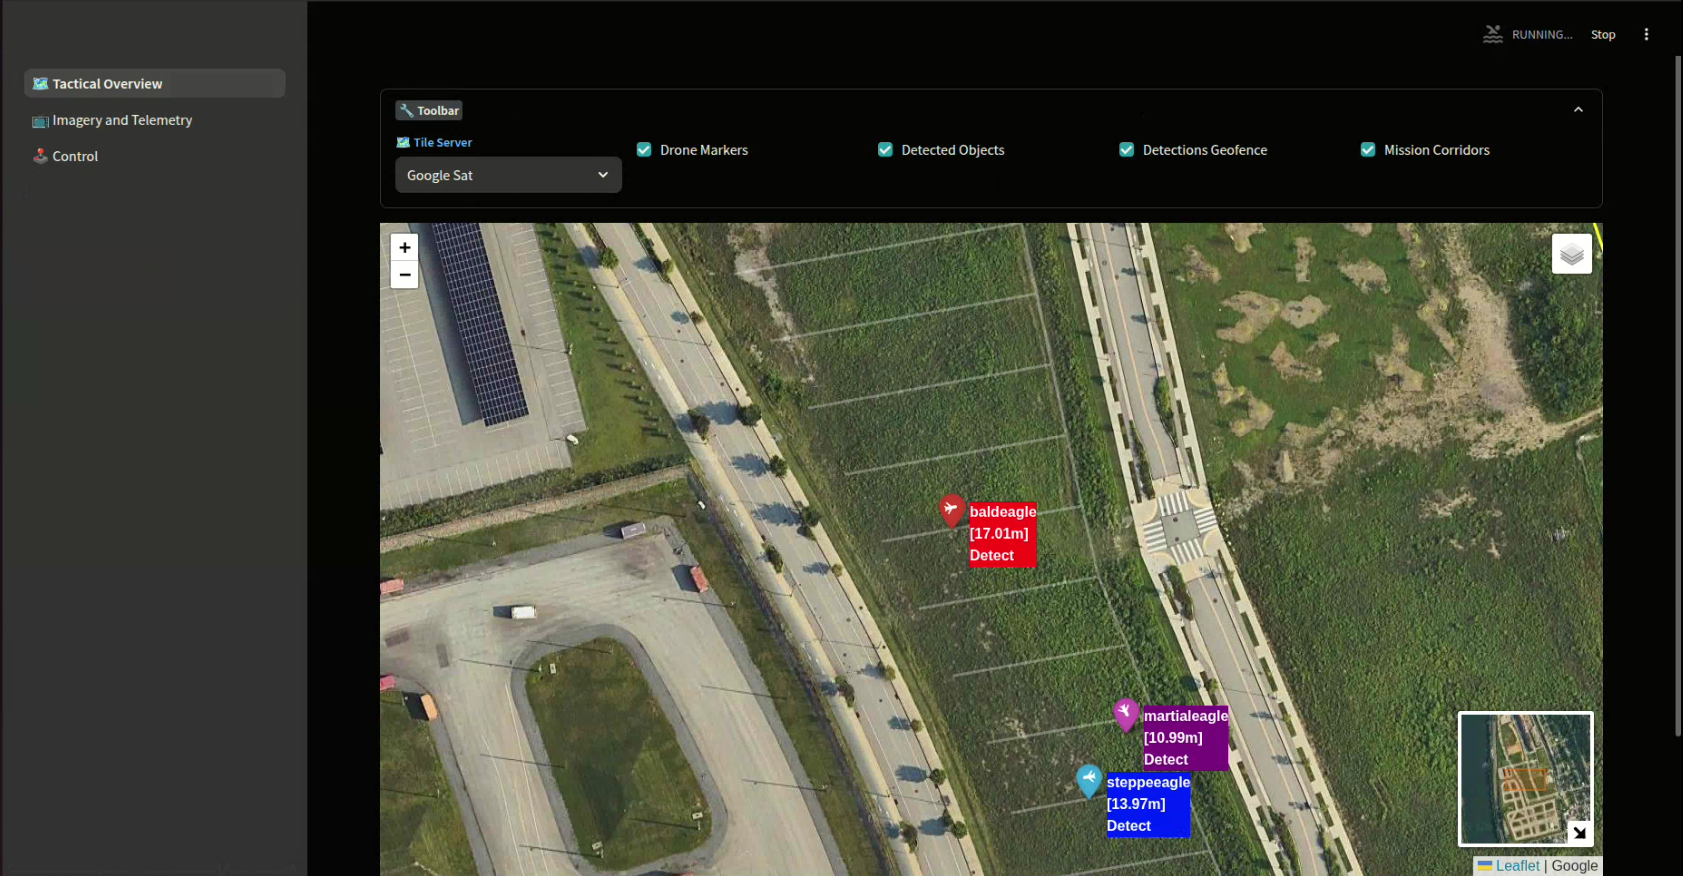 RUNNING...
Stop
Tactical Overview
Imagery and Telemetry
Control
Toolbar
Tile Server
Google Sat
Drone Markers
Detected Objects
Detections Geofence
Mission Corridors
+
−
baldeagle
[17.01m]
Detect
martialeagle
[10.99m]
Detect
steppeeagle
[13.97m]
Detect
Leaflet | Google